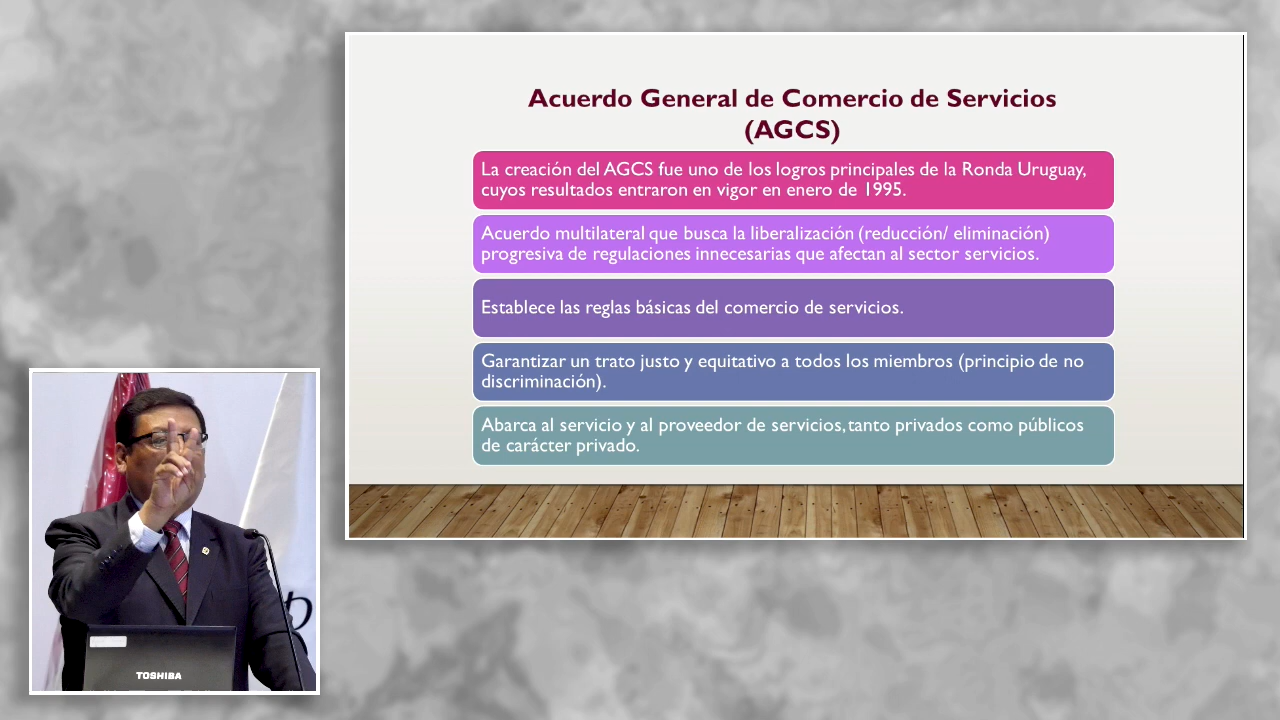 Acuerdo General de Comercio de Servicios
(AGCS)
La creación del AGCS fue uno de los logros principales de la Ronda Uruguay,
cuyos resultados entraron en vigor en enero de 1995.
Acuerdo multilateral que busca la liberalización (reducción/ eliminación)
progresiva de regulaciones innecesarias que afectan al sector servicios.
Establece las reglas básicas del comercio de servicios.
Garantizar un trato justo y equitativo a todos los miembros (principio de no
discriminación).
Abarca al servicio y al proveedor de servicios, tanto privados como públicos
de carácter privado.
TOSHIBA